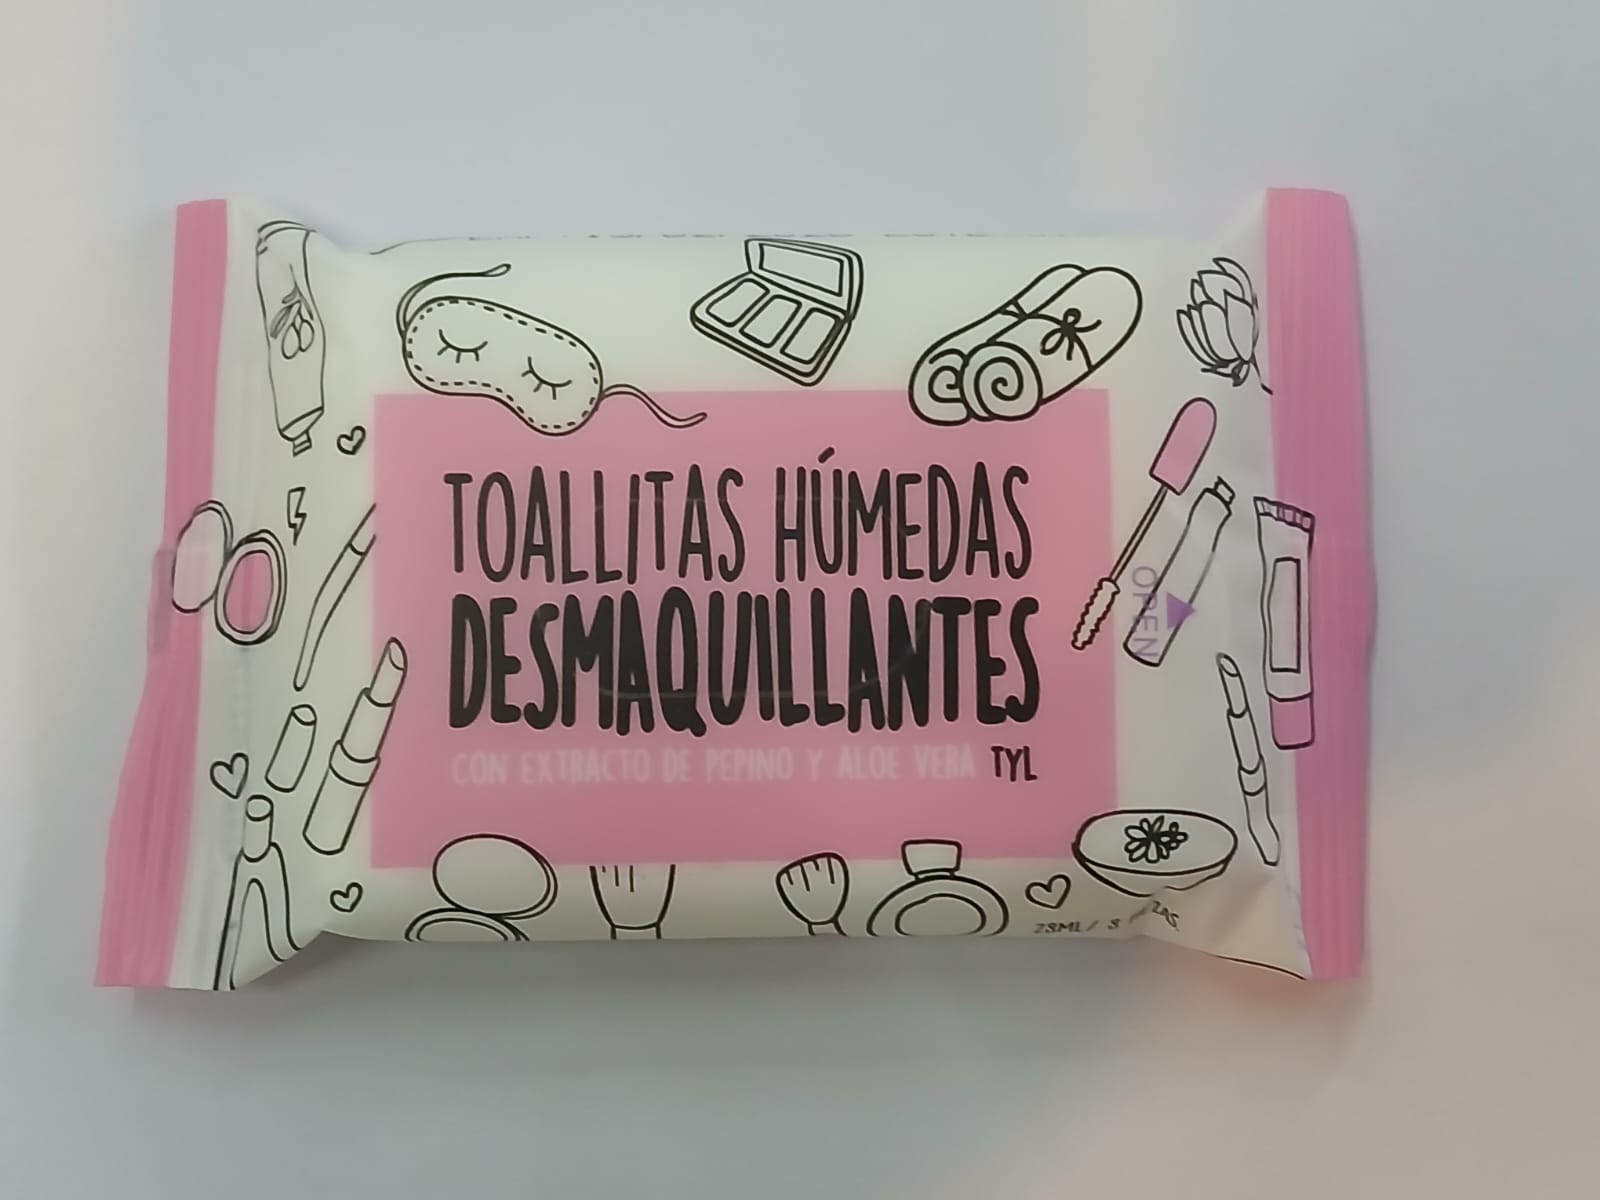 TOALLITAS HÚMEDAS
DESMAQUILLANTES
CON EXTRACTO DE PEPINO Y ALOE VERA TYL
OPEN